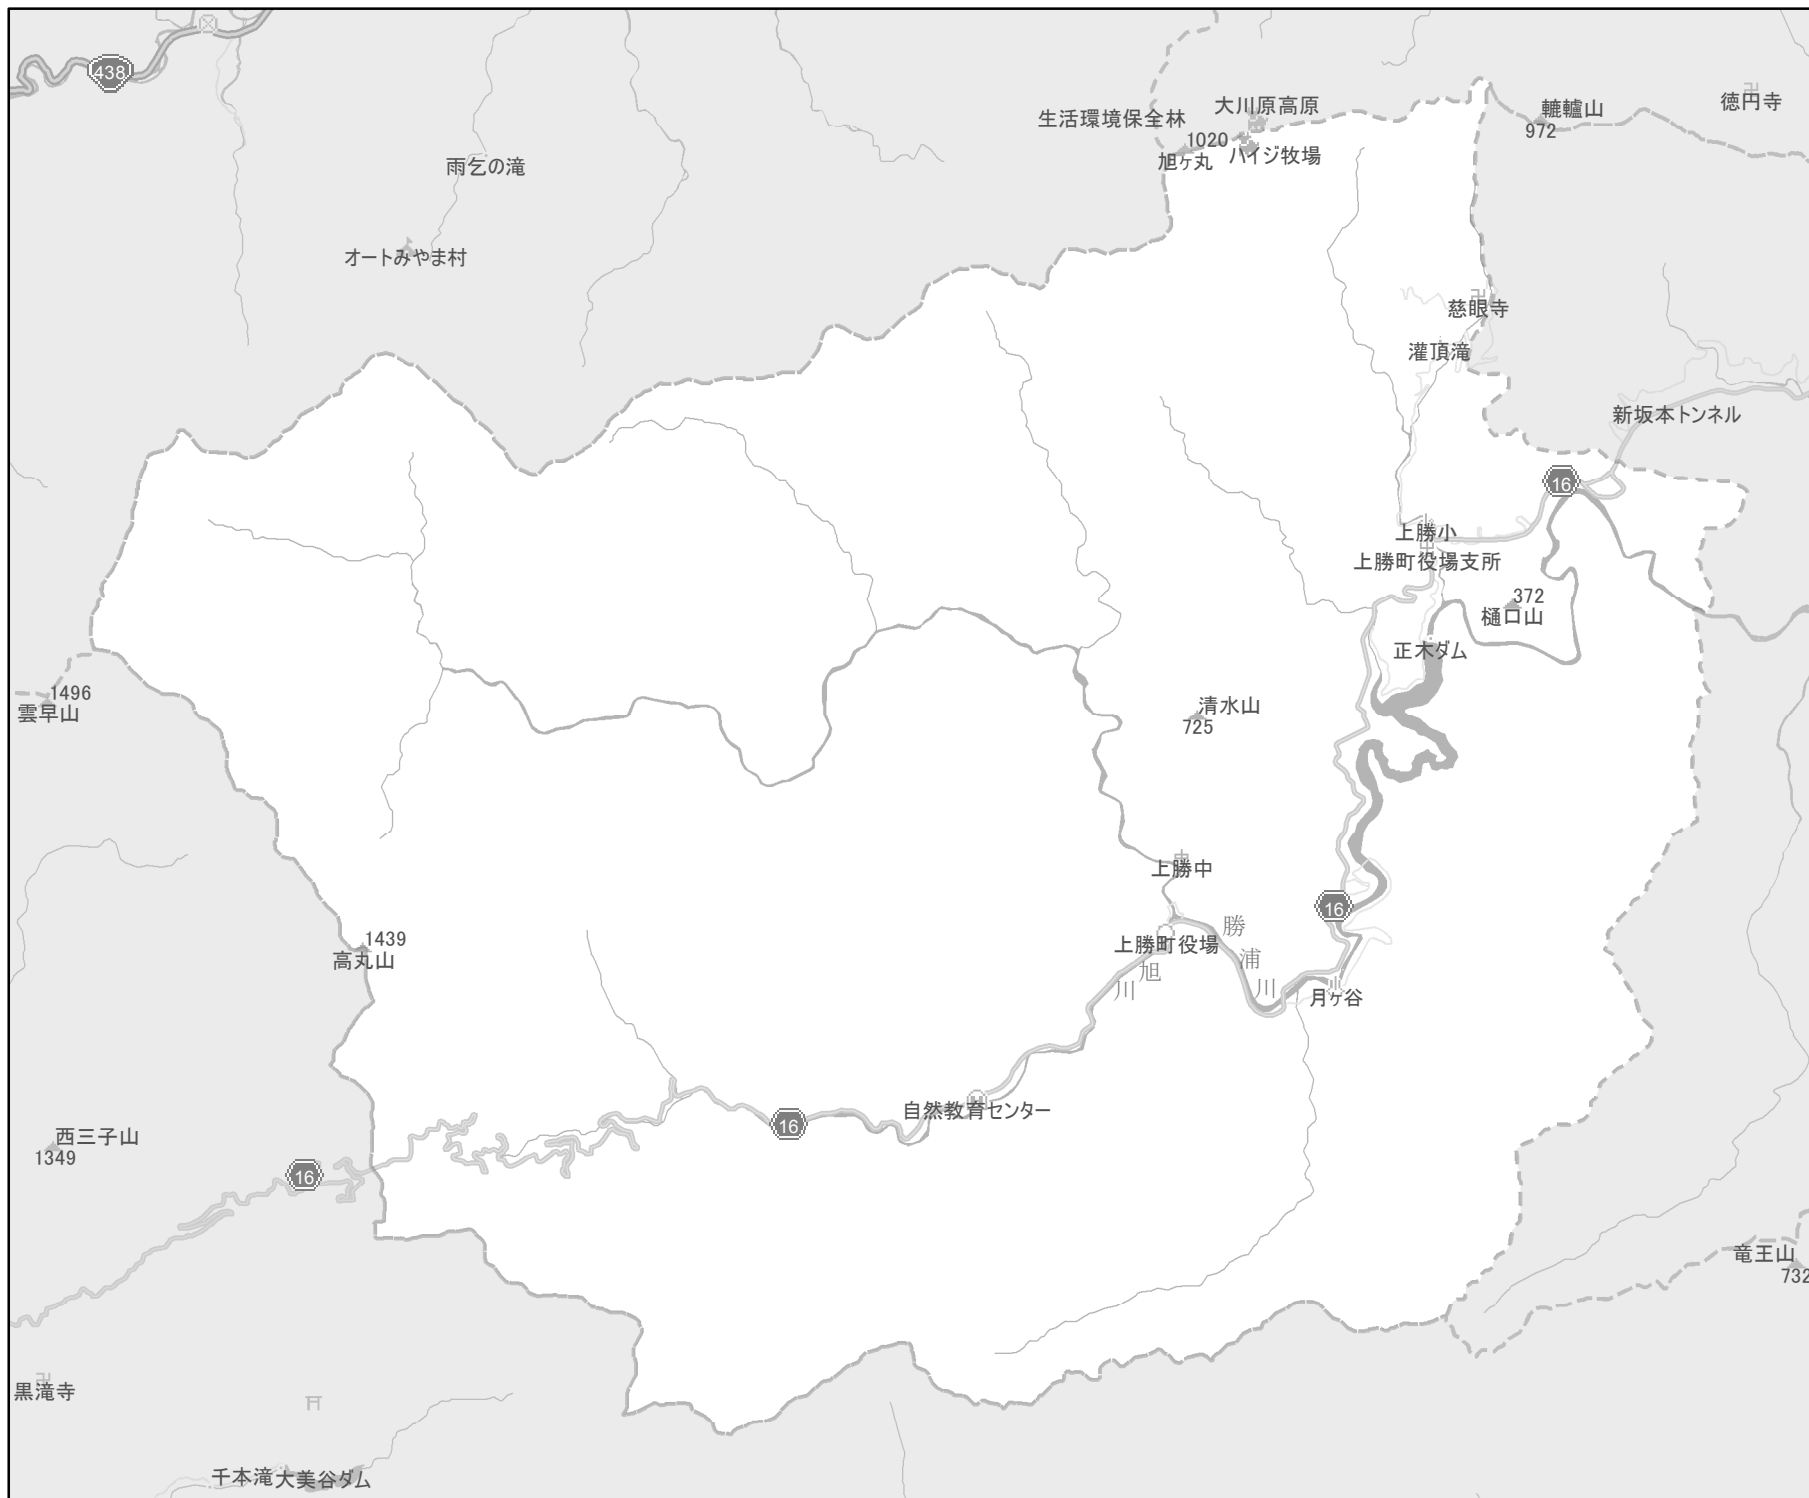 438
大川原高原
生活環境保全林
1020
旭ヶ丸
ハイジ牧場
轆轤山
972
徳円寺
雨乞の滝
オートみやま村
慈眼寺
灌頂滝
新坂本トンネル
16
上勝小
上勝町役場支所
372
樋口山
正木ダム
1496
雲早山
清水山
725
上勝中
16
1439
高丸山
上勝町役場
勝浦川
旭川
月ヶ谷
自然教育センター
16
西三子山
1349
16
竜王山
732
黒滝寺
千本滝
大美谷ダム